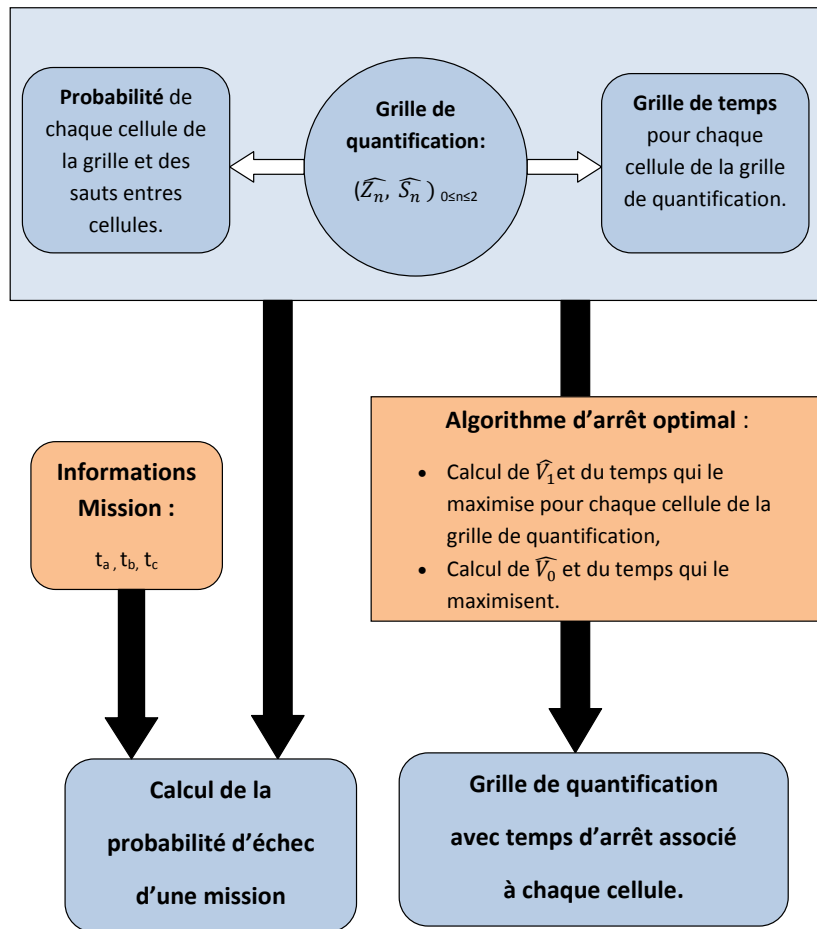 Probabilité de
chaque cellule de
la grille et des
sauts entres
cellules.
Grille de
quantification:
(Ẑₙ, Ŝₙ) 0≤n≤2
Grille de temps
pour chaque
cellule de la grille
de quantification.
Informations
Mission :
tₐ, t_b, t_c
Algorithme d’arrêt optimal :
• Calcul de V̂₁et du temps qui le
maximise pour chaque cellule de la
grille de quantification,
• Calcul de V̂₀ et du temps qui le
maximisent.
Calcul de la
probabilité d’échec
d’une mission
Grille de quantification
avec temps d’arrêt associé
à chaque cellule.